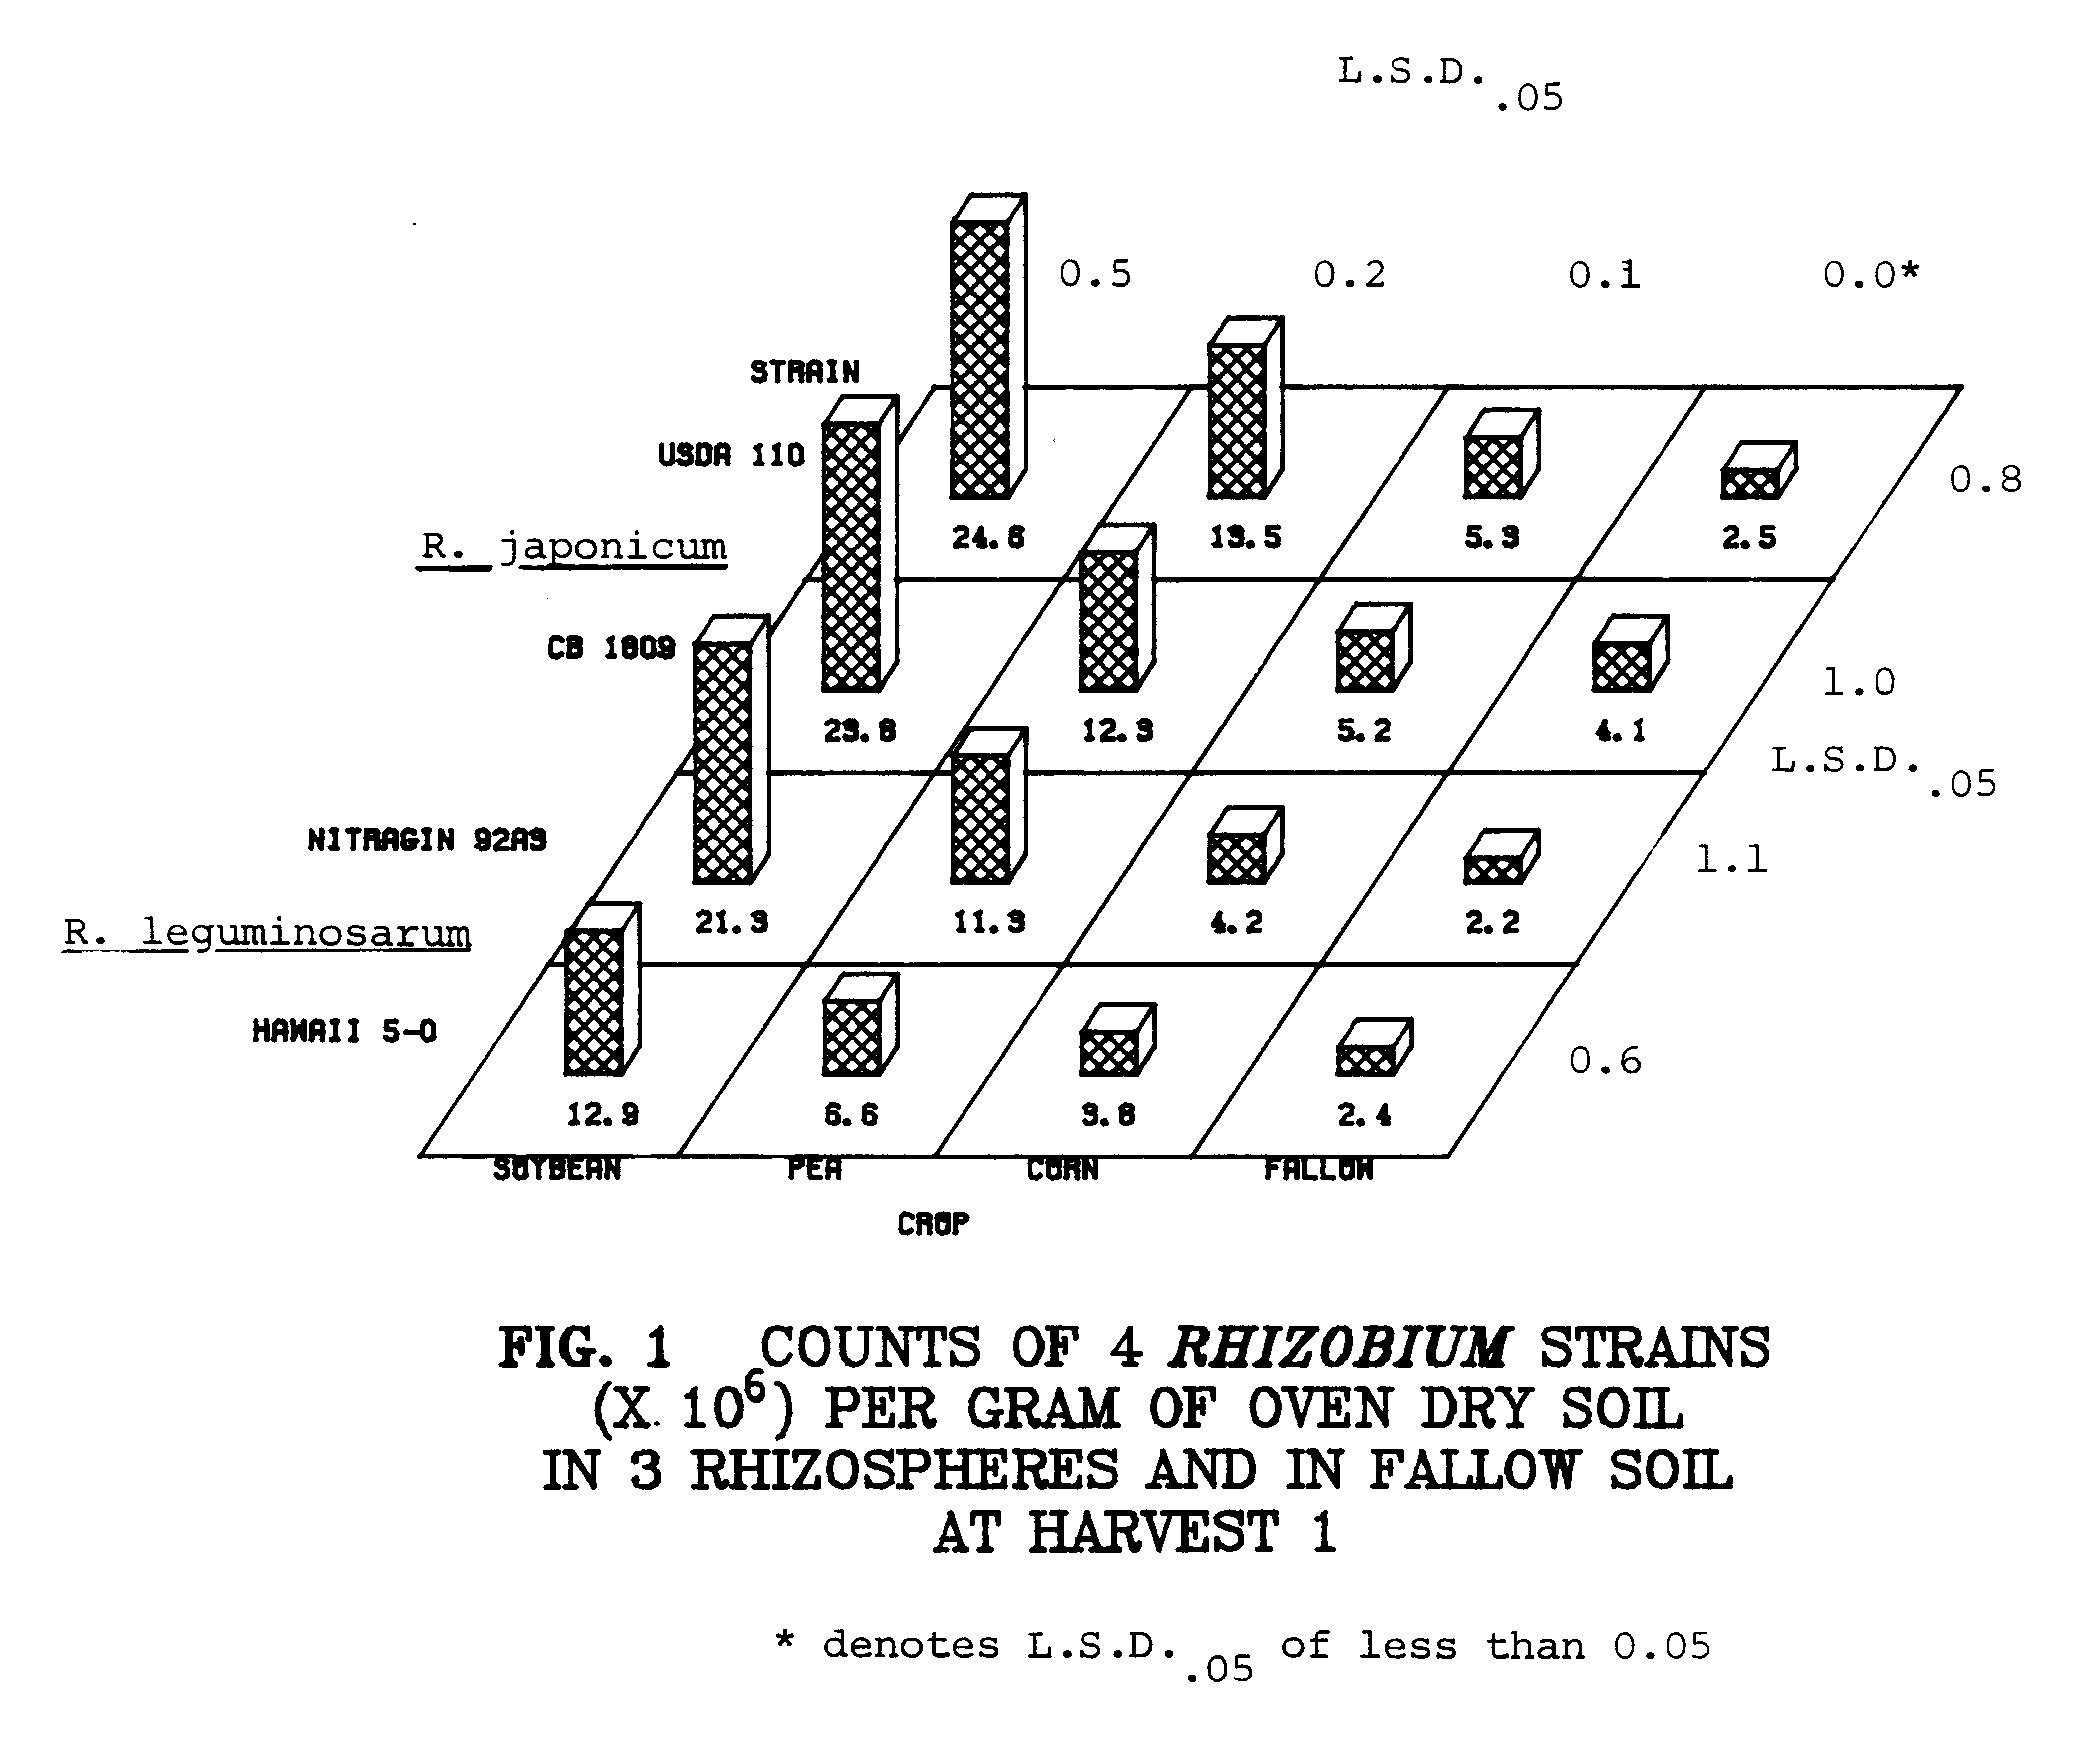 L.S.D. .05
0.5 0.2 0.1 0.0*
STRAIN
USDA 110 0.8
24.6 13.5 5.3 2.5
R. japonicum
CB 1809 1.0
23.8 12.3 5.2 4.1
L.S.D. .05
NITRAGIN 92A3 1.1
21.3 11.3 4.2 2.2
R. leguminosarum
HAWAII 5-0 0.6
12.9 6.6 3.8 2.4
SOYBEAN PEA CORN FALLOW
CROP
FIG. 1 COUNTS OF 4 RHIZOBIUM STRAINS
(X 10⁶) PER GRAM OF OVEN DRY SOIL
IN 3 RHIZOSPHERES AND IN FALLOW SOIL
AT HARVEST 1
* denotes L.S.D. .05 of less than 0.05